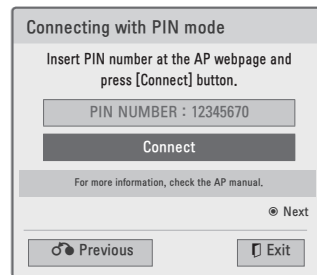 Connecting with PIN mode
Insert PIN number at the AP webpage and
press [Connect] button.
PIN NUMBER : 12345670
Connect
For more information, check the AP manual.
Next
Previous
Exit